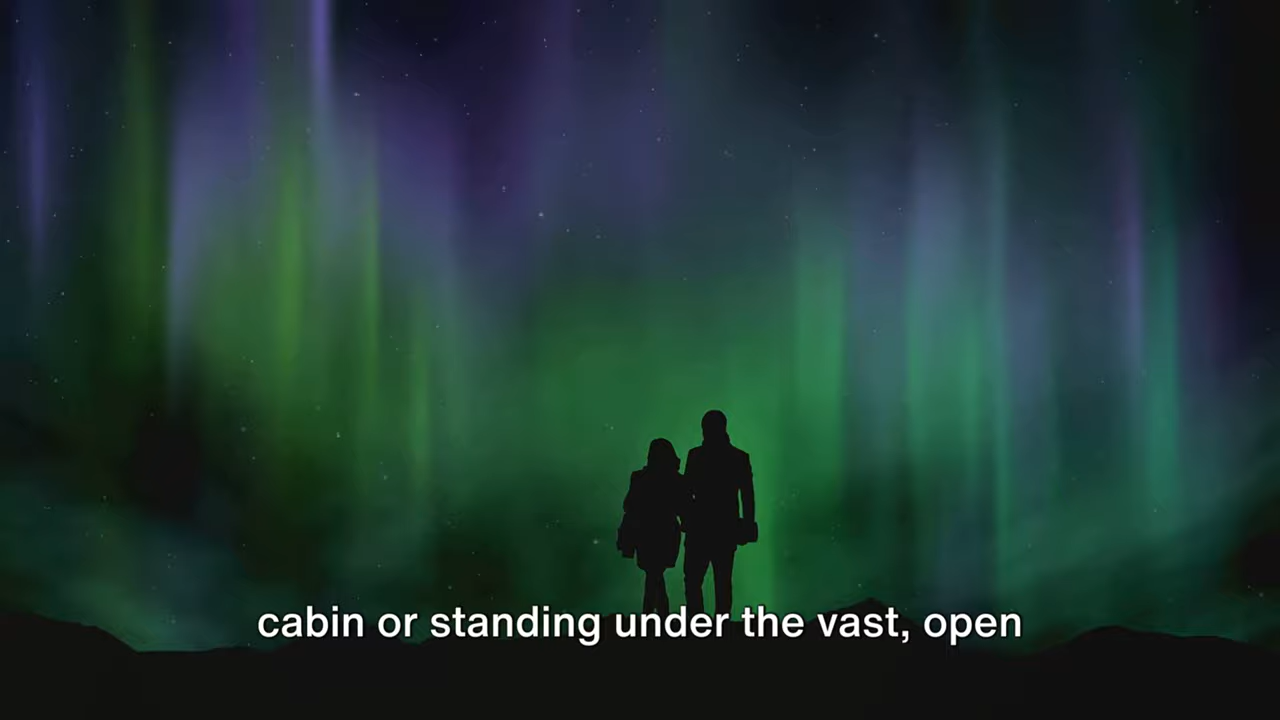 cabin or standing under the vast, open